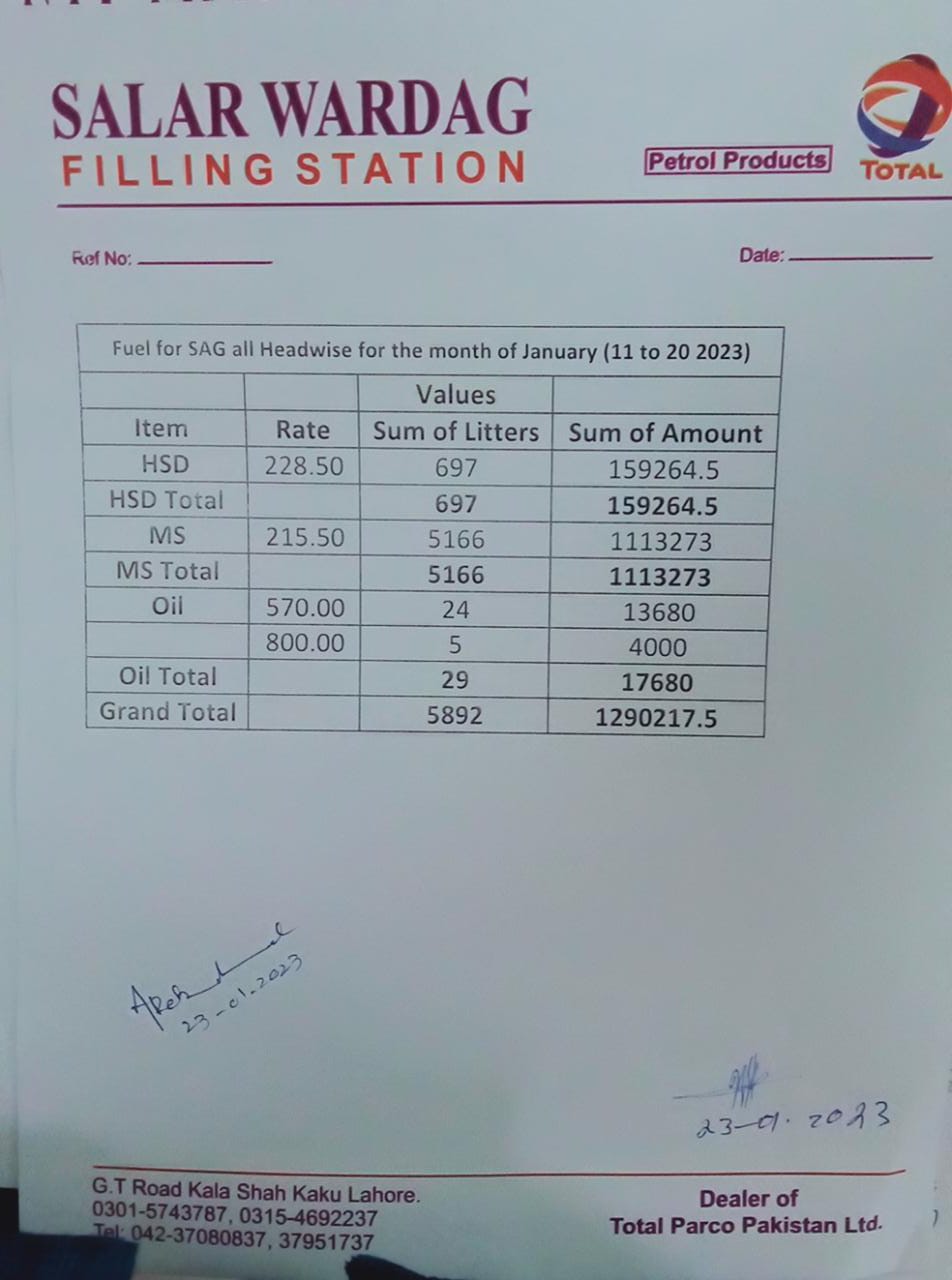 SALAR WARDAG
FILLING STATION
Petrol Products
TOTAL
Ref No:
Date:
Fuel for SAG all Headwise for the month of January (11 to 20 2023)
Values
Item Rate Sum of Litters Sum of Amount
HSD 228.50 697 159264.5
HSD Total 697 159264.5
MS 215.50 5166 1113273
MS Total 5166 1113273
Oil 570.00 24 13680
800.00 5 4000
Oil Total 29 17680
Grand Total 5892 1290217.5
23-01-2023
23-01-2023
G.T Road Kala Shah Kaku Lahore.
0301-5743787, 0315-4692237
Tel: 042-37080837, 37951737
Dealer of
Total Parco Pakistan Ltd.